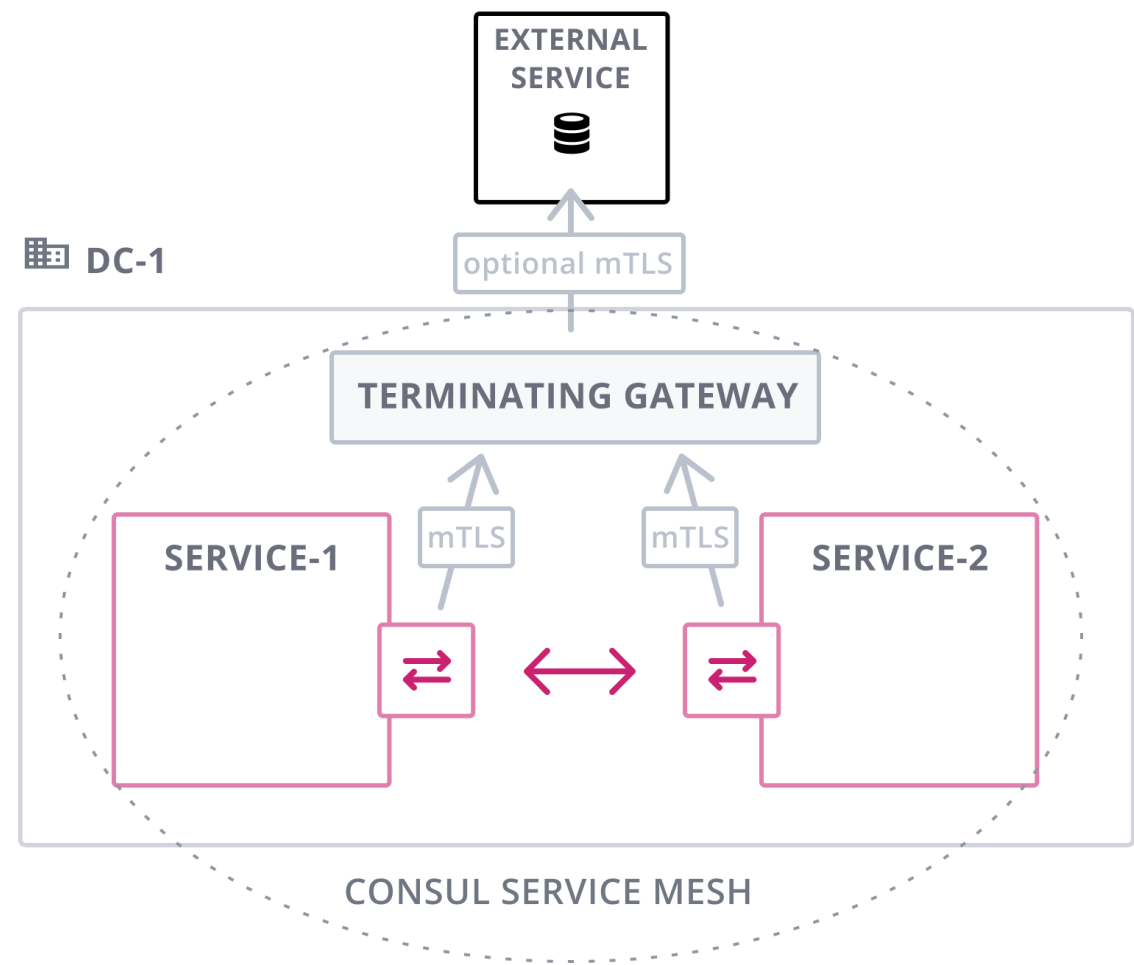 EXTERNAL
SERVICE
DC-1
optional mTLS
TERMINATING GATEWAY
mTLS
mTLS
SERVICE-1
SERVICE-2
CONSUL SERVICE MESH